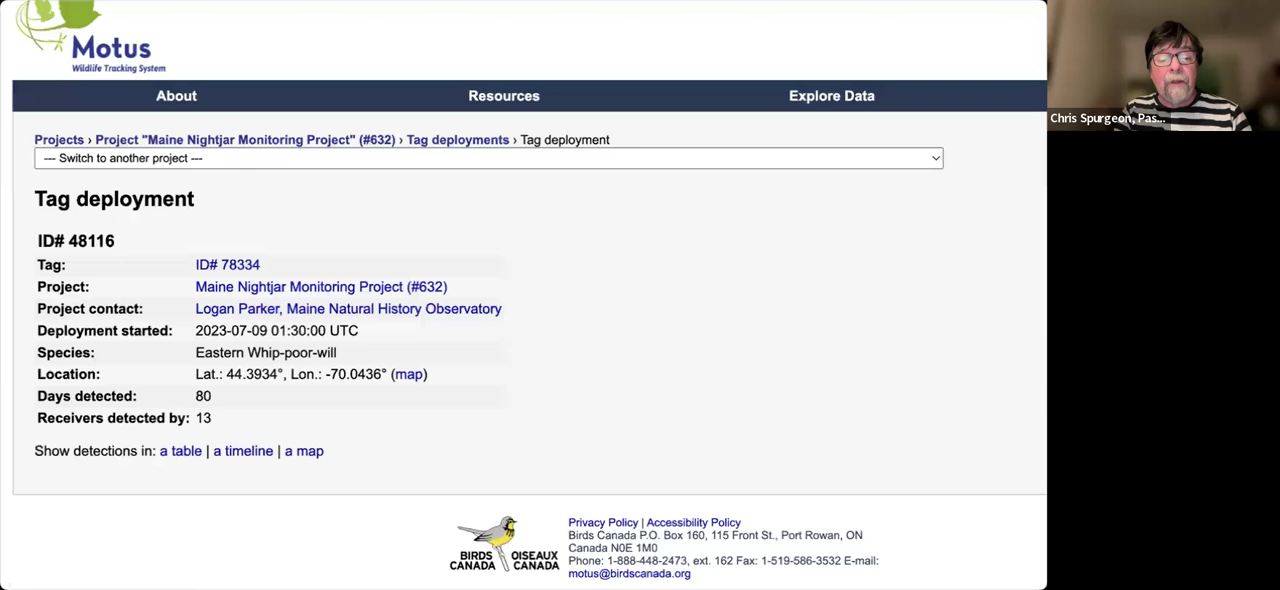 Motus
Wildlife Tracking System
About Resources Explore Data
Projects › Project "Maine Nightjar Monitoring Project" (#632) › Tag deployments › Tag deployment
--- Switch to another project ---
Tag deployment
ID# 48116
Tag: ID# 78334
Project: Maine Nightjar Monitoring Project (#632)
Project contact: Logan Parker, Maine Natural History Observatory
Deployment started: 2023-07-09 01:30:00 UTC
Species: Eastern Whip-poor-will
Location: Lat.: 44.3934°, Lon.: -70.0436° (map)
Days detected: 80
Receivers detected by: 13
Show detections in: a table | a timeline | a map
BIRDS CANADA
OISEAUX CANADA
Privacy Policy | Accessibility Policy
Birds Canada P.O. Box 160, 115 Front St., Port Rowan, ON
Canada N0E 1M0
Phone: 1-888-448-2473, ext. 162 Fax: 1-519-586-3532 E-mail:
motus@birdscanada.org
Chris Spurgeon, Pas...